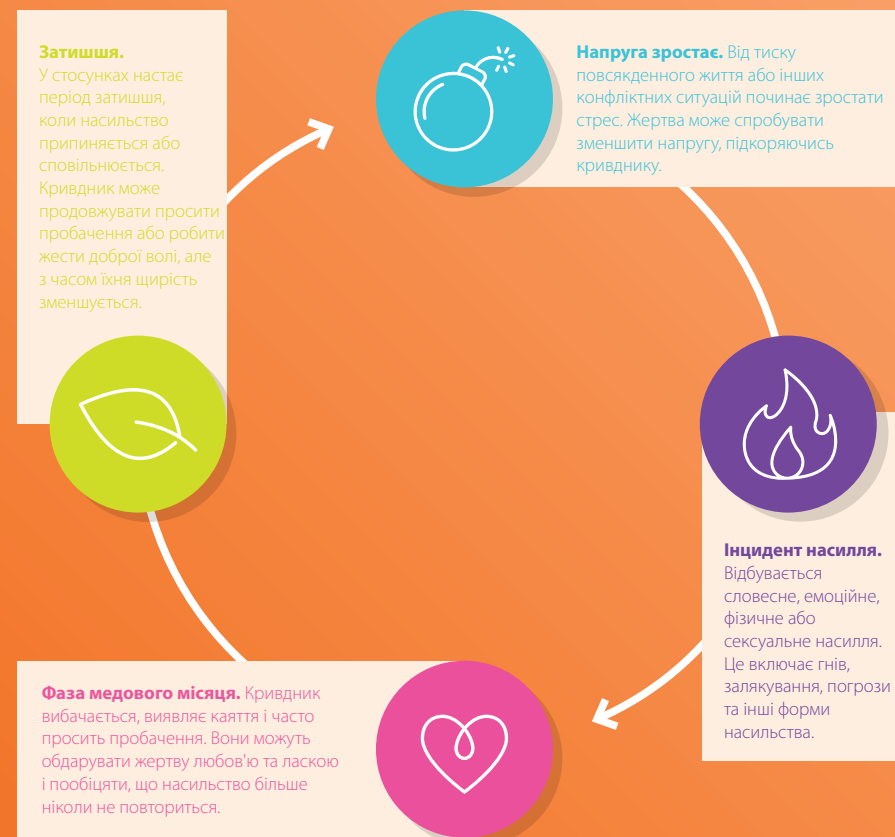 Затишшя.
У стосунках настає
період затишшя,
коли насильство
припиняється або
сповільнюється.
Кривдник може
продовжувати просити
пробачення або робити
жести доброї волі, але
з часом їхня щирість
зменшується.
Напруга зростає. Від тиску
повсякденного життя або інших
конфліктних ситуацій починає зростати
стрес. Жертва може спробувати
зменшити напругу, підкоряючись
кривднику.
Інцидент насилля.
Відбувається
словесне, емоційне,
фізичне або
сексуальне насилля.
Це включає гнів,
залякування, погрози
та інші форми
насильства.
Фаза медового місяця. Кривдник
вибачається, виявляє каяття і часто
просить пробачення. Вони можуть
обдарувати жертву любов'ю та ласкою
і пообіцяти, що насильство більше
ніколи не повториться.